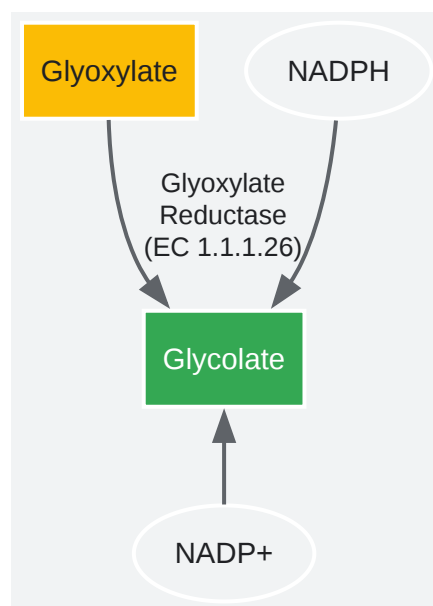 Glyoxylate
NADPH
Glyoxylate
Reductase
(EC 1.1.1.26)
Glycolate
NADP+